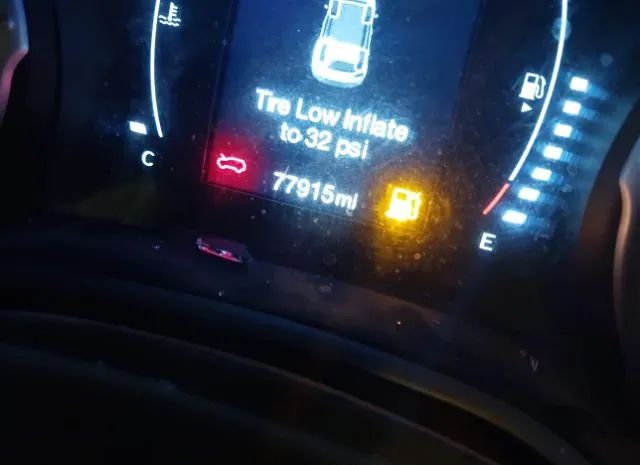 Tire Low Inflate
to 32 psi
77915mi
C
E